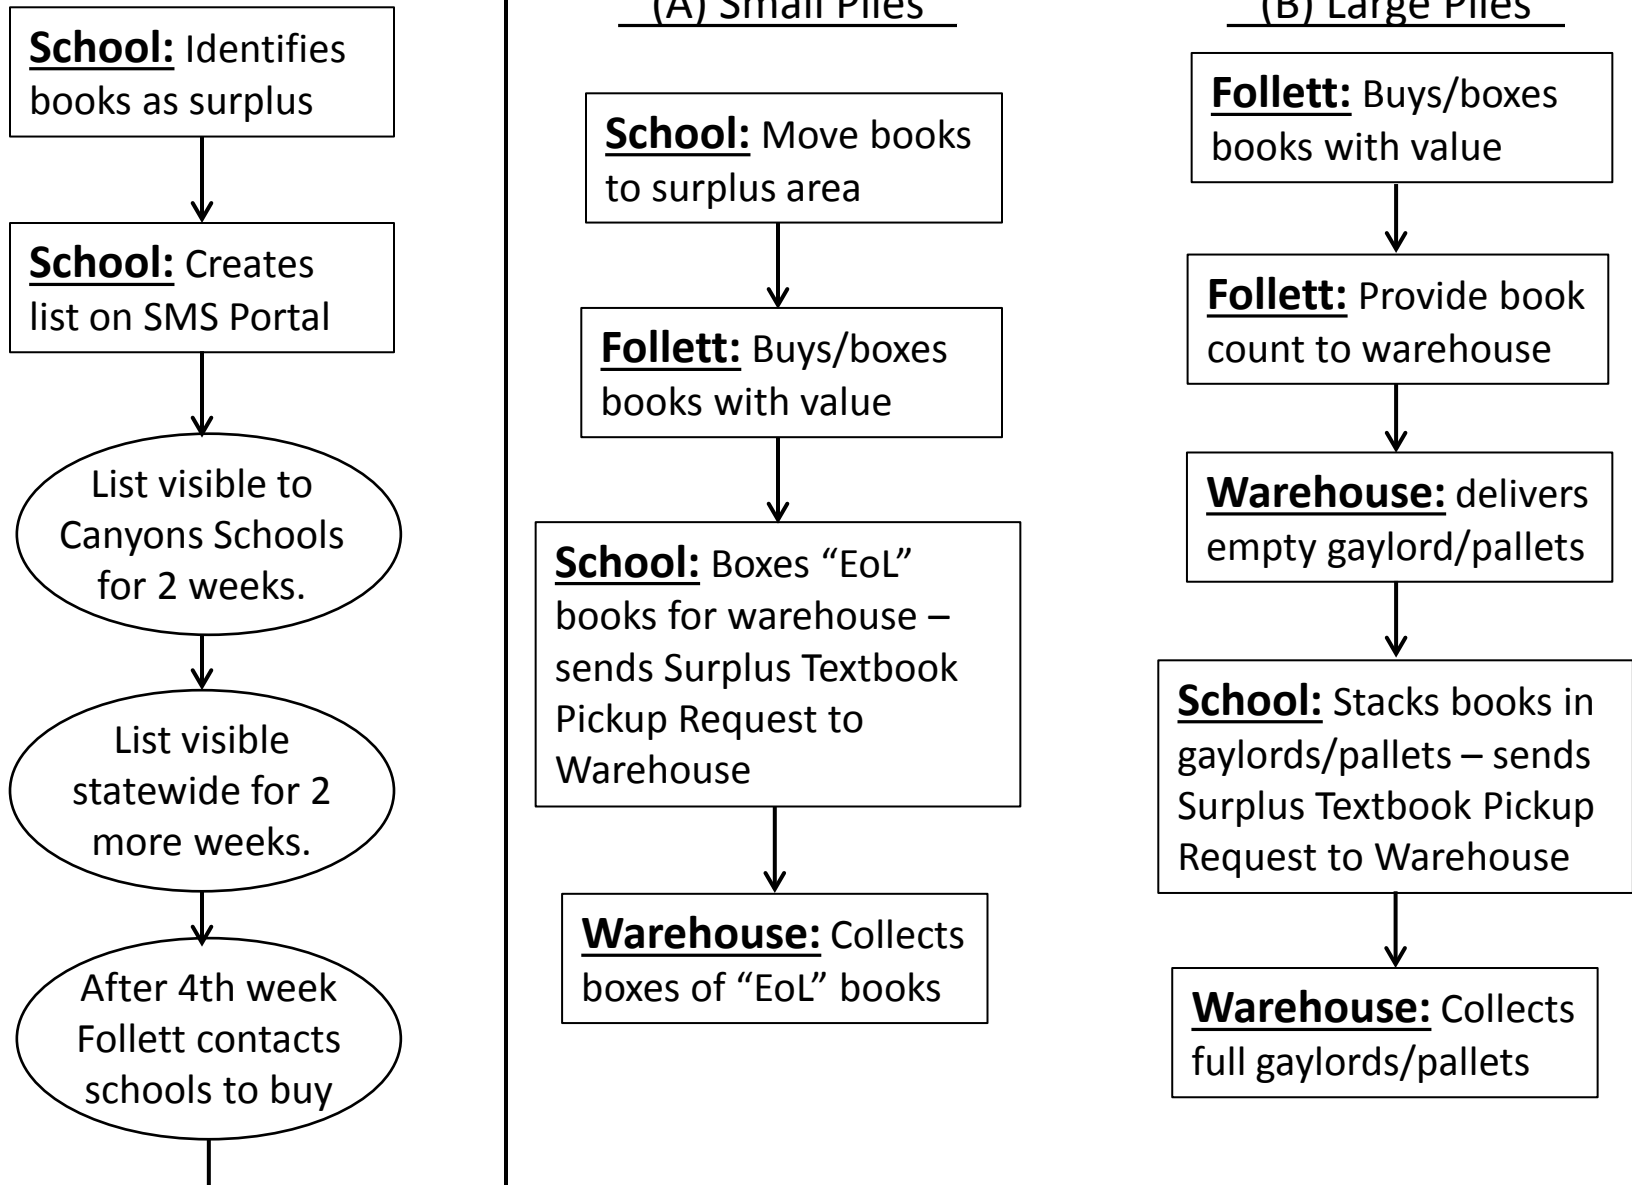 School: Identifies
books as surplus
School: Creates
list on SMS Portal
List visible to
Canyons Schools
for 2 weeks.
List visible
statewide for 2
more weeks.
After 4th week
Follett contacts
schools to buy
(A) Small Piles
School: Move books
to surplus area
Follett: Buys/boxes
books with value
School: Boxes “EoL”
books for warehouse –
sends Surplus Textbook
Pickup Request to
Warehouse
Warehouse: Collects
boxes of “EoL” books
(B) Large Piles
Follett: Buys/boxes
books with value
Follett: Provide book
count to warehouse
Warehouse: delivers
empty gaylord/pallets
School: Stacks books in
gaylords/pallets – sends
Surplus Textbook Pickup
Request to Warehouse
Warehouse: Collects
full gaylords/pallets